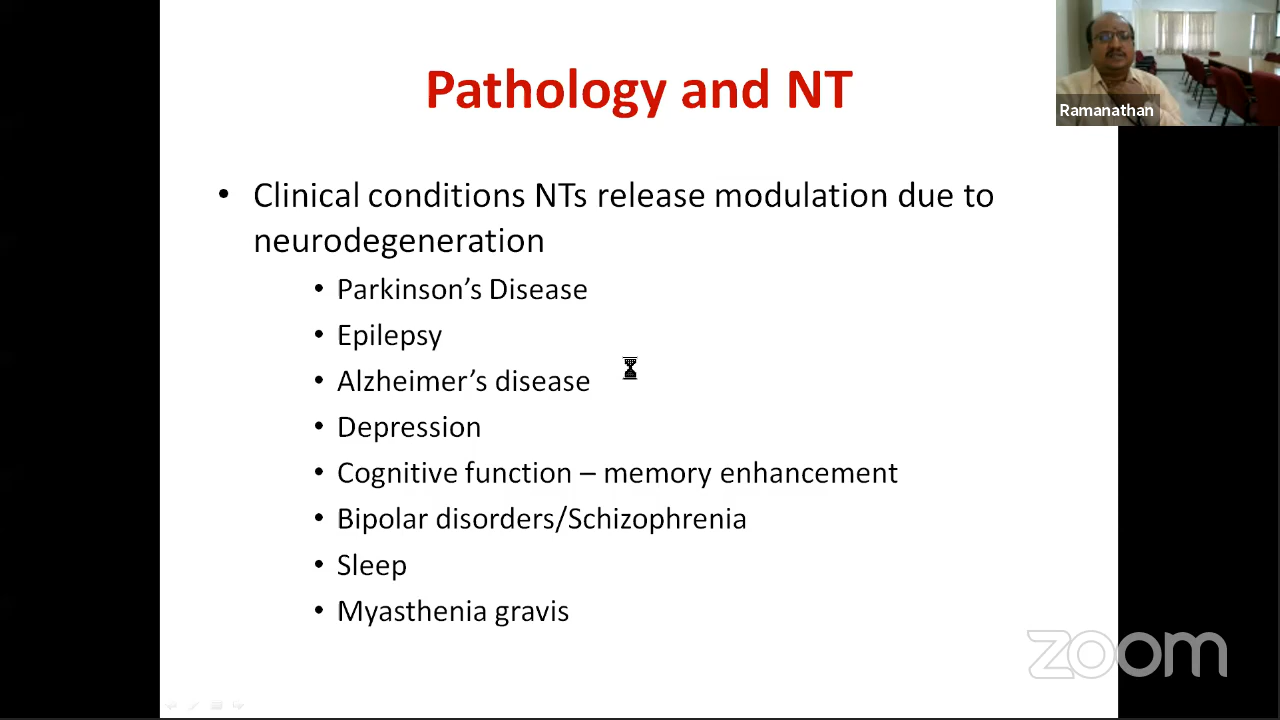 Pathology and NT
Ramanathan
• Clinical conditions NTs release modulation due to
neurodegeneration
• Parkinson’s Disease
• Epilepsy
• Alzheimer’s disease
• Depression
• Cognitive function – memory enhancement
• Bipolar disorders/Schizophrenia
• Sleep
• Myasthenia gravis
zoom